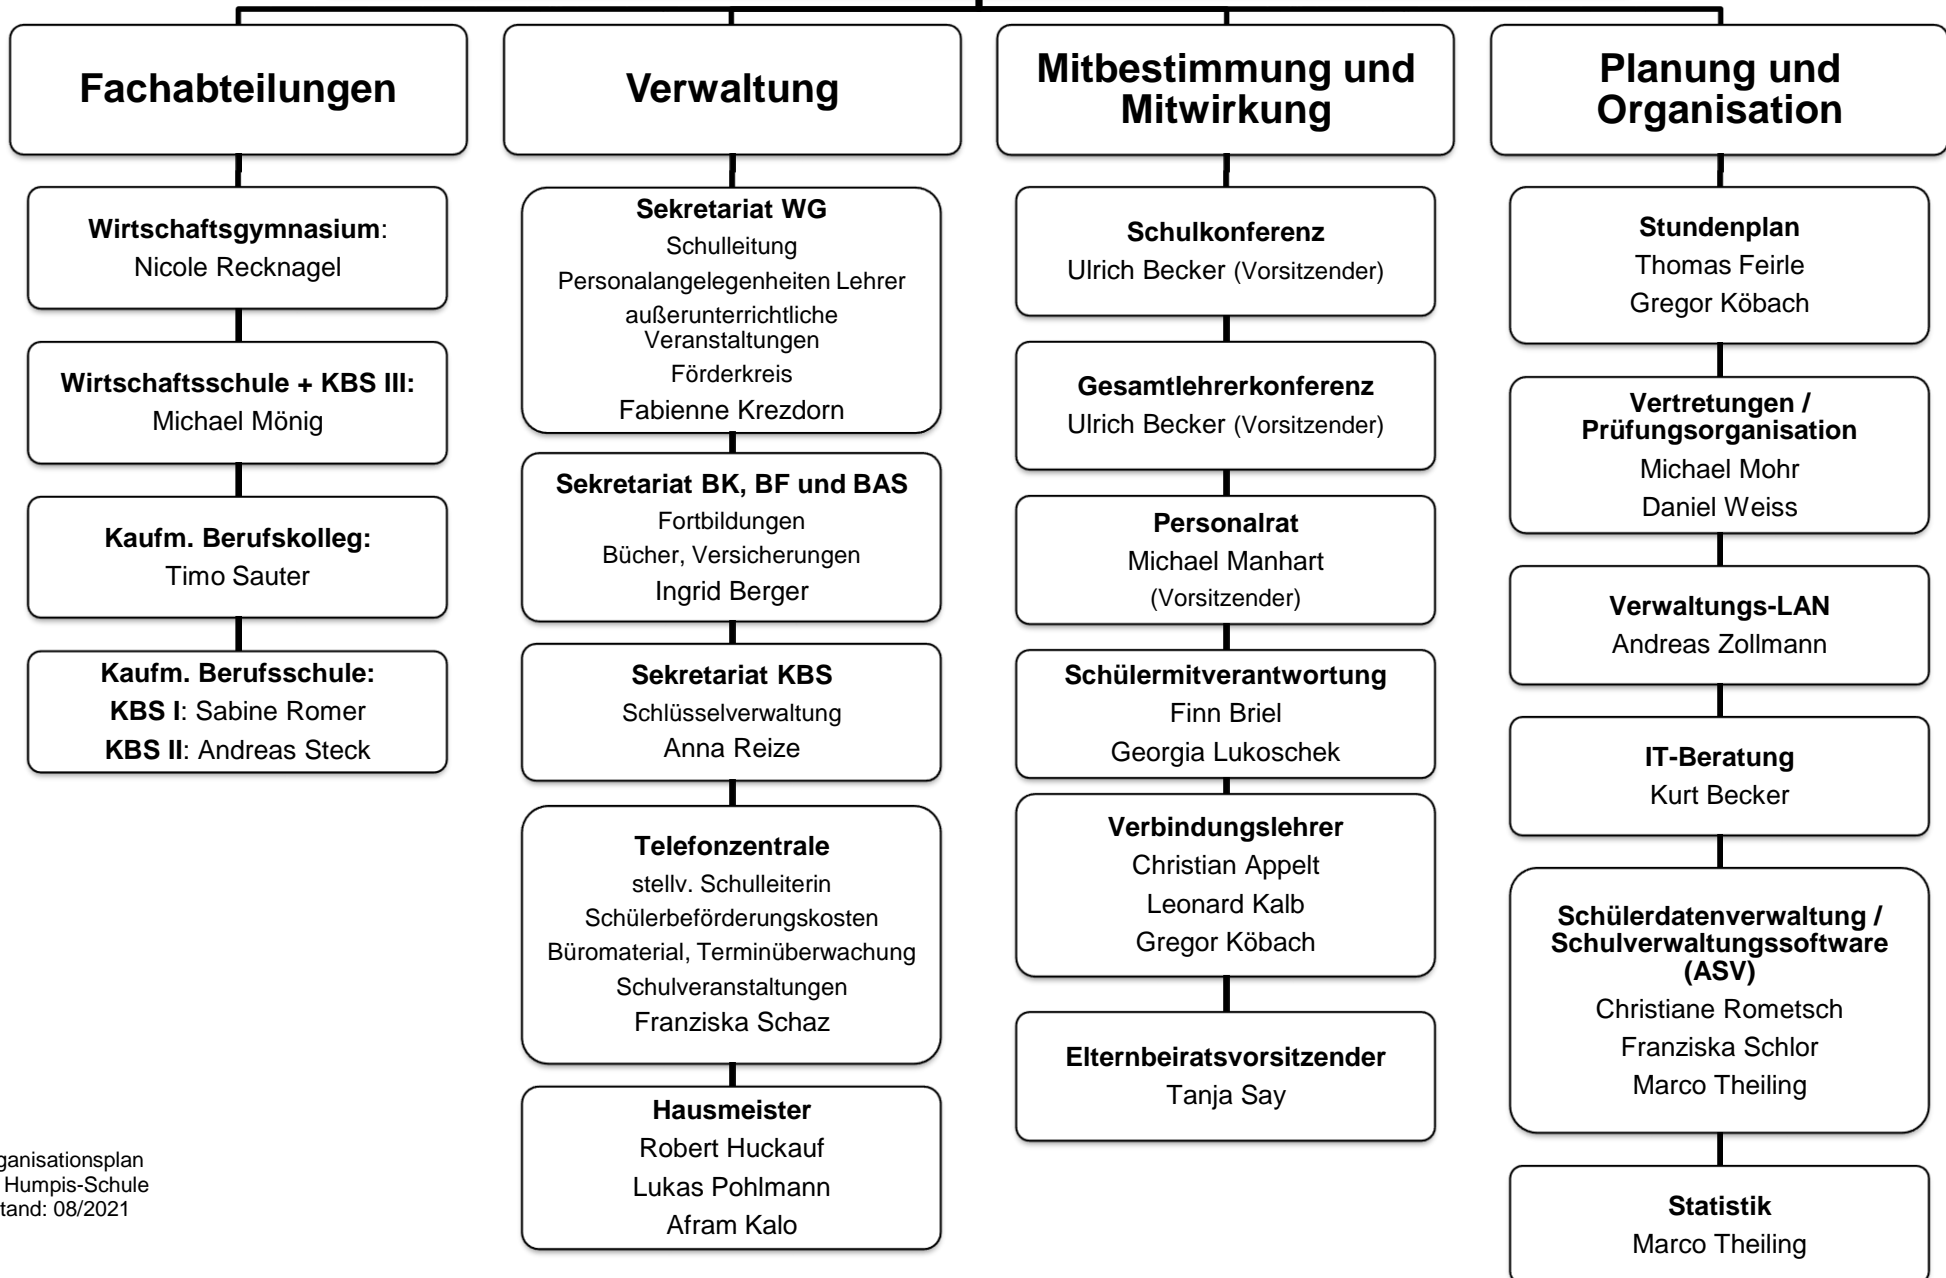 Fachabteilungen
Wirtschaftsgymnasium:
Nicole Recknagel
Wirtschaftsschule + KBS III:
Michael Mönig
Kaufm. Berufskolleg:
Timo Sauter
Kaufm. Berufsschule:
KBS I: Sabine Romer
KBS II: Andreas Steck
Verwaltung
Sekretariat WG
Schulleitung
Personalangelegenheiten Lehrer
außerunterrichtliche
Veranstaltungen
Förderkreis
Fabienne Krezdorn
Sekretariat BK, BF und BAS
Fortbildungen
Bücher, Versicherungen
Ingrid Berger
Sekretariat KBS
Schlüsselverwaltung
Anna Reize
Telefonzentrale
stellv. Schulleiterin
Schülerbeförderungskosten
Büromaterial, Terminüberwachung
Schulveranstaltungen
Franziska Schaz
Hausmeister
Robert Huckauf
Lukas Pohlmann
Afram Kalo
Mitbestimmung und
Mitwirkung
Schulkonferenz
Ulrich Becker (Vorsitzender)
Gesamtlehrerkonferenz
Ulrich Becker (Vorsitzender)
Personalrat
Michael Manhart
(Vorsitzender)
Schülermitverantwortung
Finn Briel
Georgia Lukoschek
Verbindungslehrer
Christian Appelt
Leonard Kalb
Gregor Köbach
Elternbeiratsvorsitzender
Tanja Say
Planung und
Organisation
Stundenplan
Thomas Feirle
Gregor Köbach
Vertretungen /
Prüfungsorganisation
Michael Mohr
Daniel Weiss
Verwaltungs-LAN
Andreas Zollmann
IT-Beratung
Kurt Becker
Schülerdatenverwaltung /
Schulverwaltungssoftware
(ASV)
Christiane Rometsch
Franziska Schlor
Marco Theiling
Statistik
Marco Theiling
ganisationsplan
Humpis-Schule
tand: 08/2021